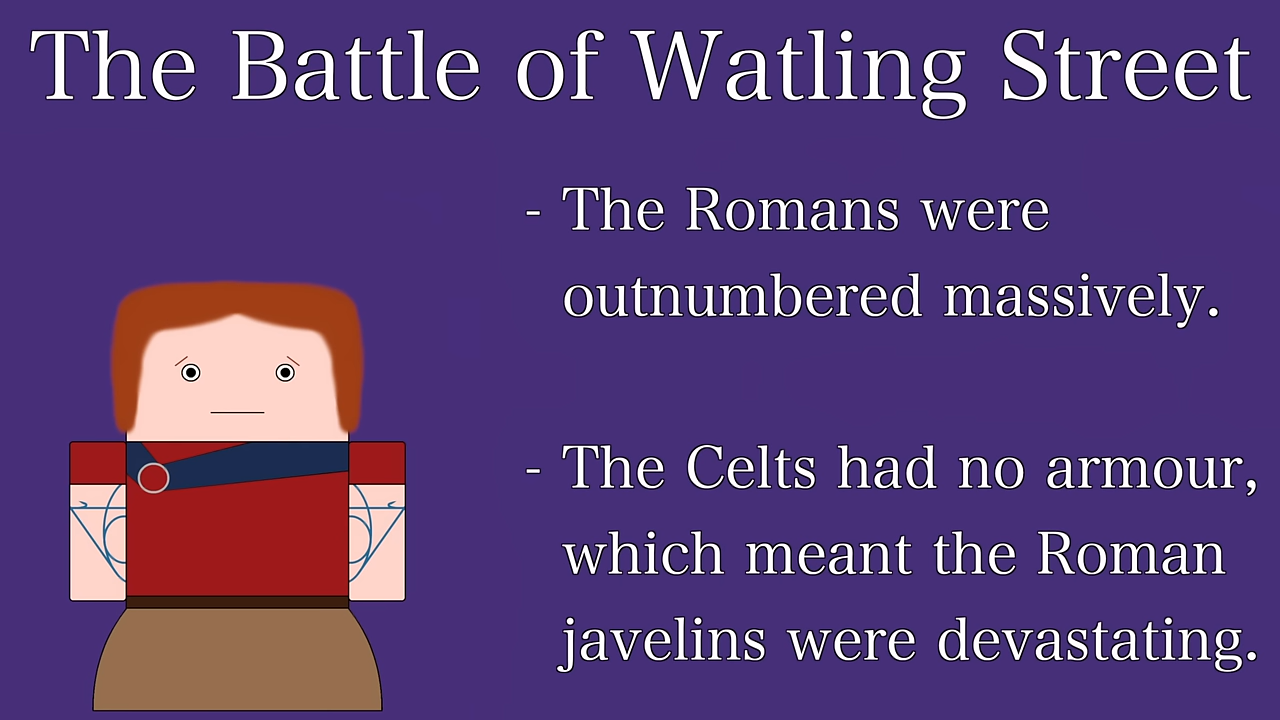 The Battle of Watling Street
- The Romans were
outnumbered massively.
- The Celts had no armour,
which meant the Roman
javelins were devastating.